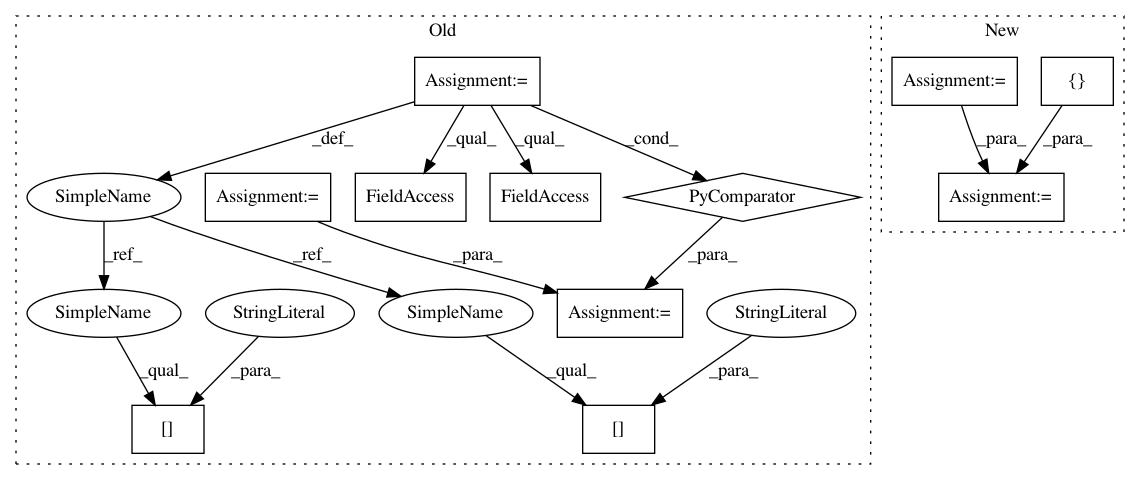 Old
New
Assignment:=
Assignment:=
{}
_def_
_qual_
_qual_
_cond_
_para_
_para_
SimpleName
Assignment:=
FieldAccess
FieldAccess
PyComparator
Assignment:=
_ref_
_ref_
_para_
_para_
SimpleName
StringLiteral
SimpleName
Assignment:=
StringLiteral
_qual_
_para_
_qual_
_para_
[]
[]